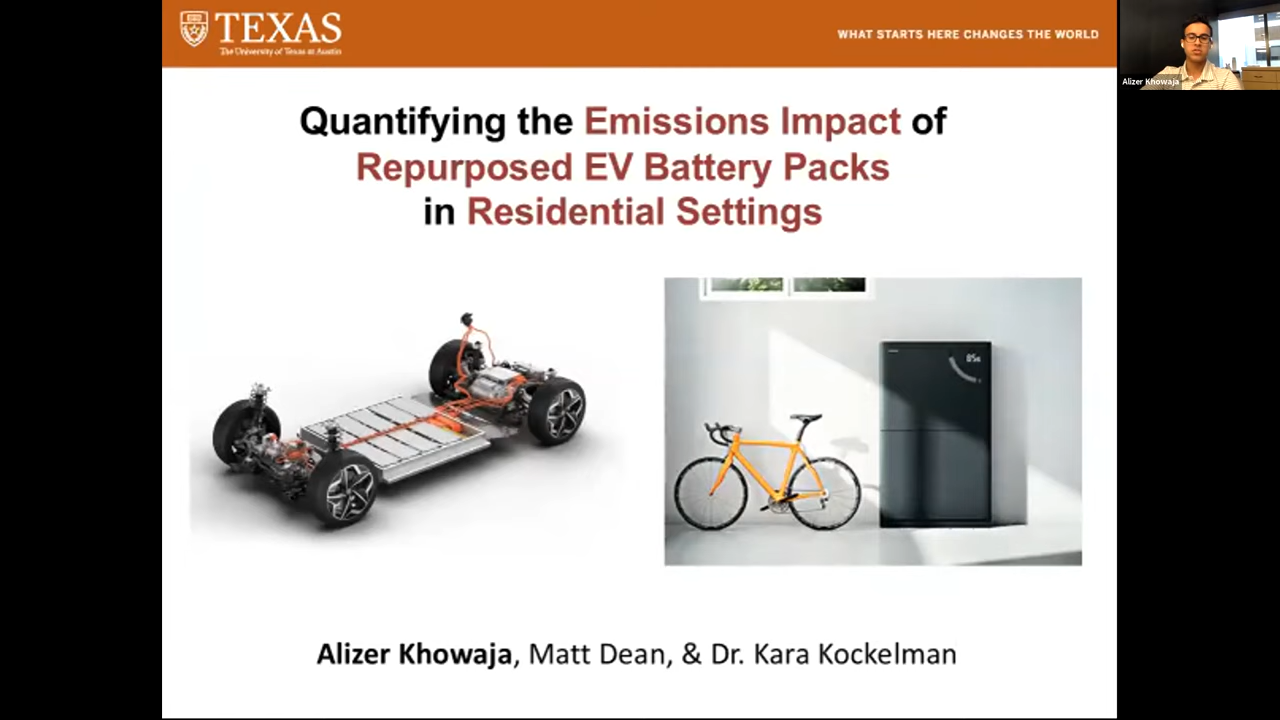 TEXAS
The University of Texas at Austin
WHAT STARTS HERE CHANGES THE WORLD
Alizer Khowaja
Quantifying the Emissions Impact of
Repurposed EV Battery Packs
in Residential Settings
Alizer Khowaja, Matt Dean, & Dr. Kara Kockelman